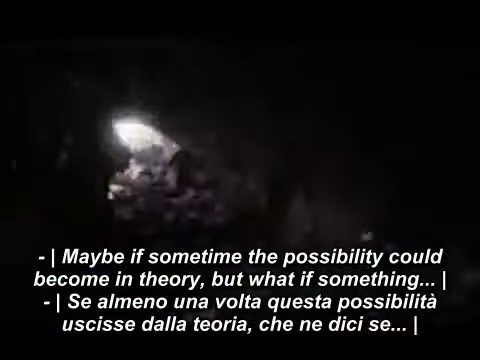 - | Maybe if sometime the possibility could
become in theory, but what if something... |
- | Se almeno una volta questa possibilità
uscisse dalla teoria, che ne dici se... |